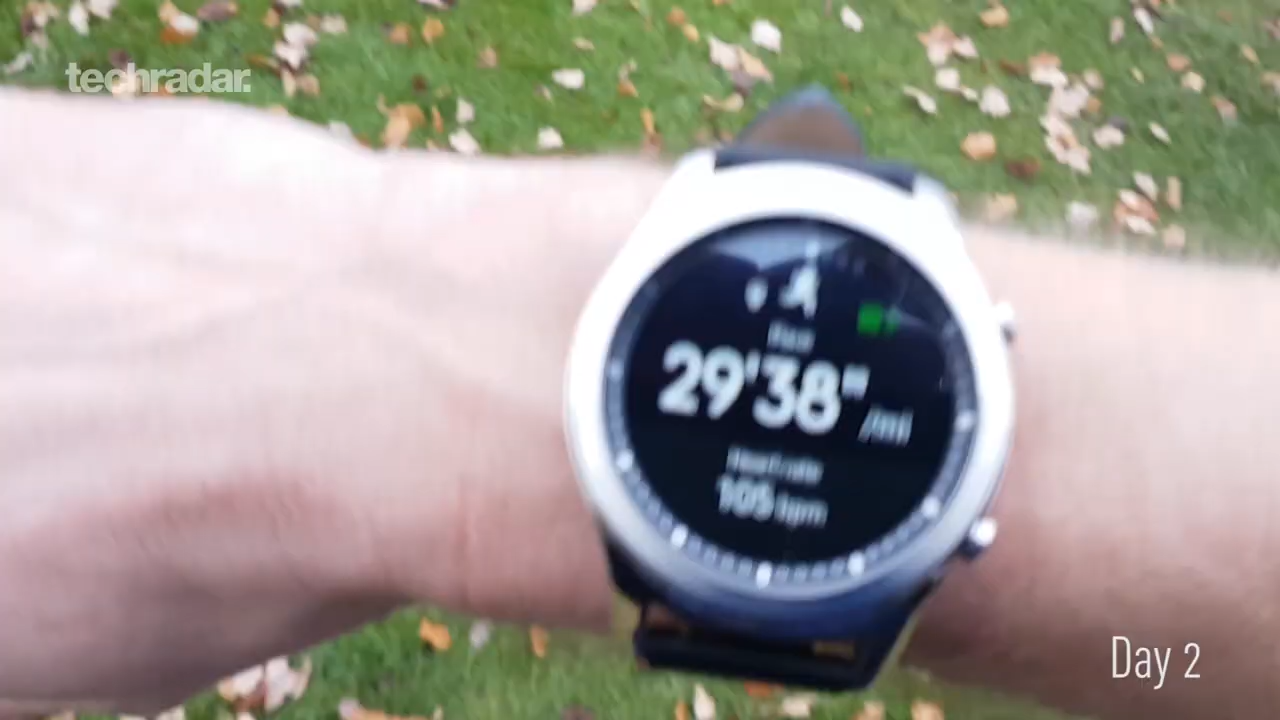 techradar.
Pace
29'38" /mi
Heart rate
105 bpm
Day 2